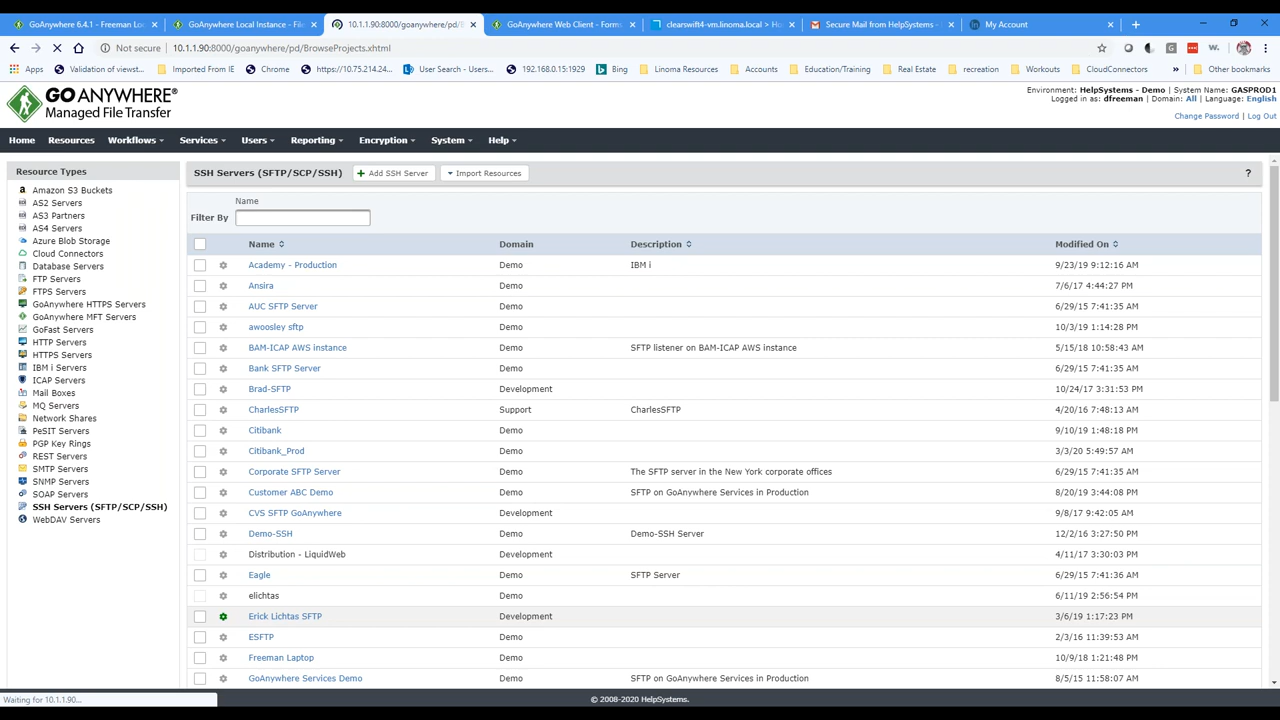 GoAnywhere 6.4.1 - Freeman Lo
GoAnywhere Local Instance - Fil
10.1.1.90:8000/goanywhere/pd/B
GoAnywhere Web Client - Forms
clearswift4-vm.linoma.local > Ho
Secure Mail from HelpSystems -
My Account
Not secure 10.1.1.90:8000/goanywhere/pd/BrowseProjects.xhtml
Apps Validation of viewst... Imported From IE Chrome https://10.75.214.24... User Search - Users... 192.168.0.15:1929 Bing Linoma Resources Accounts Education/Training Real Estate recreation Workouts CloudConnectors » Other bookmarks
GO ANYWHERE®
Managed File Transfer
Environment: HelpSystems - Demo | System Name: GASPROD1
Logged in as: dfreeman | Domain: All | Language: English
Change Password | Log Out
Home Resources Workflows Services Users Reporting Encryption System Help
Resource Types
Amazon S3 Buckets
AS2 Servers
AS3 Partners
AS4 Servers
Azure Blob Storage
Cloud Connectors
Database Servers
FTP Servers
FTPS Servers
GoAnywhere HTTPS Servers
GoAnywhere MFT Servers
GoFast Servers
HTTP Servers
HTTPS Servers
IBM i Servers
ICAP Servers
Mail Boxes
MQ Servers
Network Shares
PeSIT Servers
PGP Key Rings
REST Servers
SMTP Servers
SNMP Servers
SOAP Servers
SSH Servers (SFTP/SCP/SSH)
WebDAV Servers
SSH Servers (SFTP/SCP/SSH) Add SSH Server Import Resources ?
Name
Filter By
Name Domain Description Modified On
Academy - Production Demo IBM i 9/23/19 9:12:16 AM
Ansira Demo 7/6/17 4:44:27 PM
AUC SFTP Server Demo 6/29/15 7:41:35 AM
awoosley sftp Demo 10/3/19 1:14:28 PM
BAM-ICAP AWS instance Demo SFTP listener on BAM-ICAP AWS instance 5/15/18 10:58:43 AM
Bank SFTP Server Demo 6/29/15 7:41:35 AM
Brad-SFTP Development 10/24/17 3:31:53 PM
CharlesSFTP Support CharlesSFTP 4/20/16 7:48:13 AM
Citibank Demo 9/10/19 1:48:18 PM
Citibank_Prod Demo 3/3/20 5:49:57 AM
Corporate SFTP Server Demo The SFTP server in the New York corporate offices 6/29/15 7:41:35 AM
Customer ABC Demo Demo SFTP on GoAnywhere Services in Production 8/20/19 3:44:08 PM
CVS SFTP GoAnywhere Development 9/8/17 9:42:05 AM
Demo-SSH Demo Demo-SSH Server 12/2/16 3:27:50 PM
Distribution - LiquidWeb Development 4/11/17 3:30:03 PM
Eagle Demo SFTP Server 6/29/15 7:41:36 AM
elichtas Demo 6/11/19 2:56:54 PM
Erick Lichtas SFTP Development 3/6/19 1:17:23 PM
ESFTP Demo 2/3/16 11:39:53 AM
Freeman Laptop Demo 10/9/18 1:21:48 PM
GoAnywhere Services Demo Demo SFTP on GoAnywhere Services in Production 8/5/15 11:58:07 AM
Waiting for 10.1.1.90...
© 2008-2020 HelpSystems.